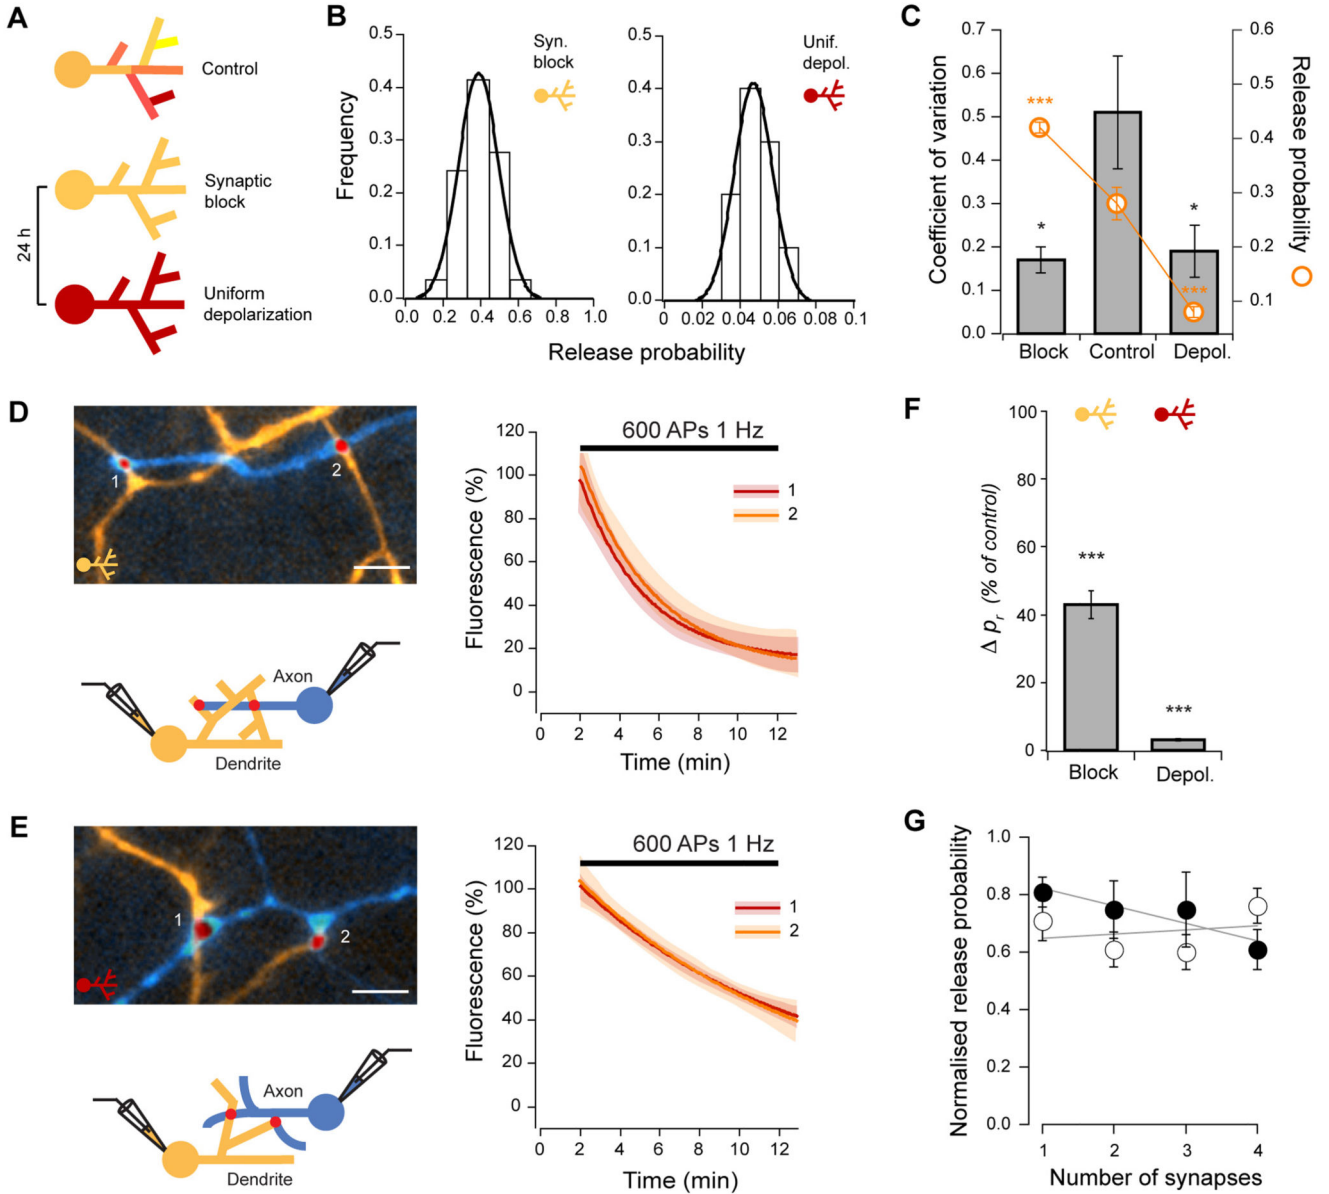 A
Control
Synaptic
block
24 h
Uniform
depolarization
B
Frequency
0.5
0.4
0.3
0.2
0.1
0.0
0.0 0.2 0.4 0.6 0.8 1.0
Syn.
block
0.5
0.4
0.3
0.2
0.1
0
0 0.02 0.04 0.06 0.08 0.1
Unif.
depol.
Release probability
C
Coefficient of variation
0.7
0.6
0.5
0.4
0.3
0.2
0.1
0.0
***
*
*
***
Block Control Depol.
0.6
0.5
0.4
0.3
0.2
0.1
Release probability
D
1
2
Axon
Dendrite
Fluorescence (%)
120
100
80
60
40
20
0
600 APs 1 Hz
1
2
0 2 4 6 8 10 12
Time (min)
E
1
2
Axon
Dendrite
Fluorescence (%)
120
100
80
60
40
20
0
600 APs 1 Hz
1
2
0 2 4 6 8 10 12
Time (min)
F
Δ pr (% of control)
100
80
60
40
20
0
***
***
Block Depol.
G
Normalised release probability
1.0
0.8
0.6
0.4
0.2
0.0
1 2 3 4
Number of synapses